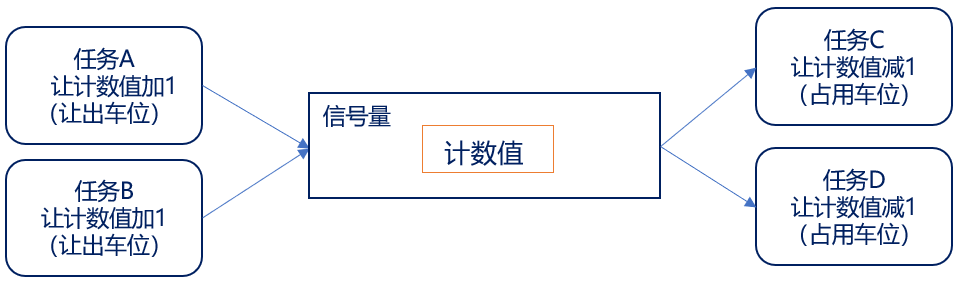 任务A
让计数值加1
(让出车位)
任务B
让计数值加1
(让出车位)
信号量
计数值
任务C
让计数值减1
(占用车位)
任务D
让计数值减1
(占用车位)